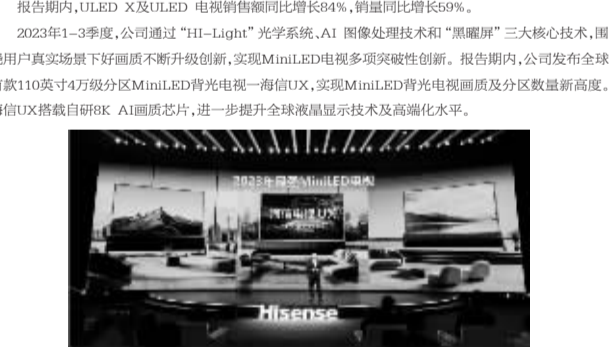 报告期内,ULED X及ULED 电视销售额同比增长84%,销量同比增长59%。
2023年1-3季度,公司通过“HI-Light”光学系统、AI 图像处理技术和“黑曜屏”三大核心技术,围
用户真实场景下好画质不断升级创新,实现MiniLED电视多项突破性创新。报告期内,公司发布全球
款110英寸4万级分区MiniLED背光电视—海信UX,实现MiniLED背光电视画质及分区数量新高度。
信UX搭载自研8K AI画质芯片,进一步提升全球液晶显示技术及高端化水平。
2023年 MiniLED电视
海信电视UX
Hisense